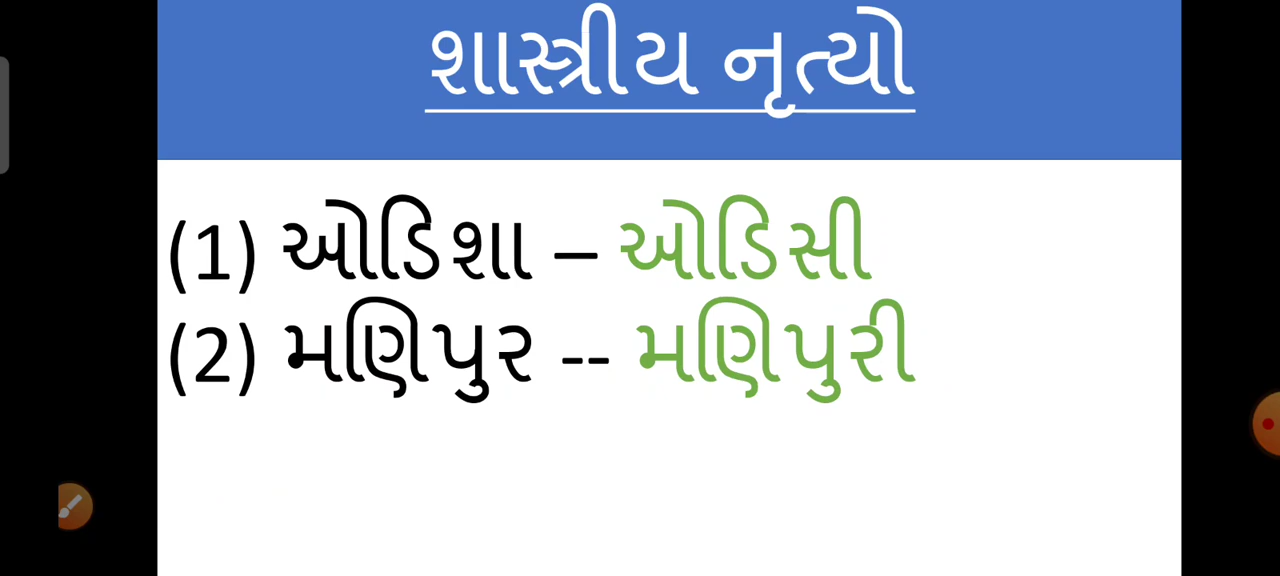 શાસ્ત્રીય નૃત્યો
(1) ઓડિશા – ઓડિસી
(2) મણિપુર -- મણિપુરી